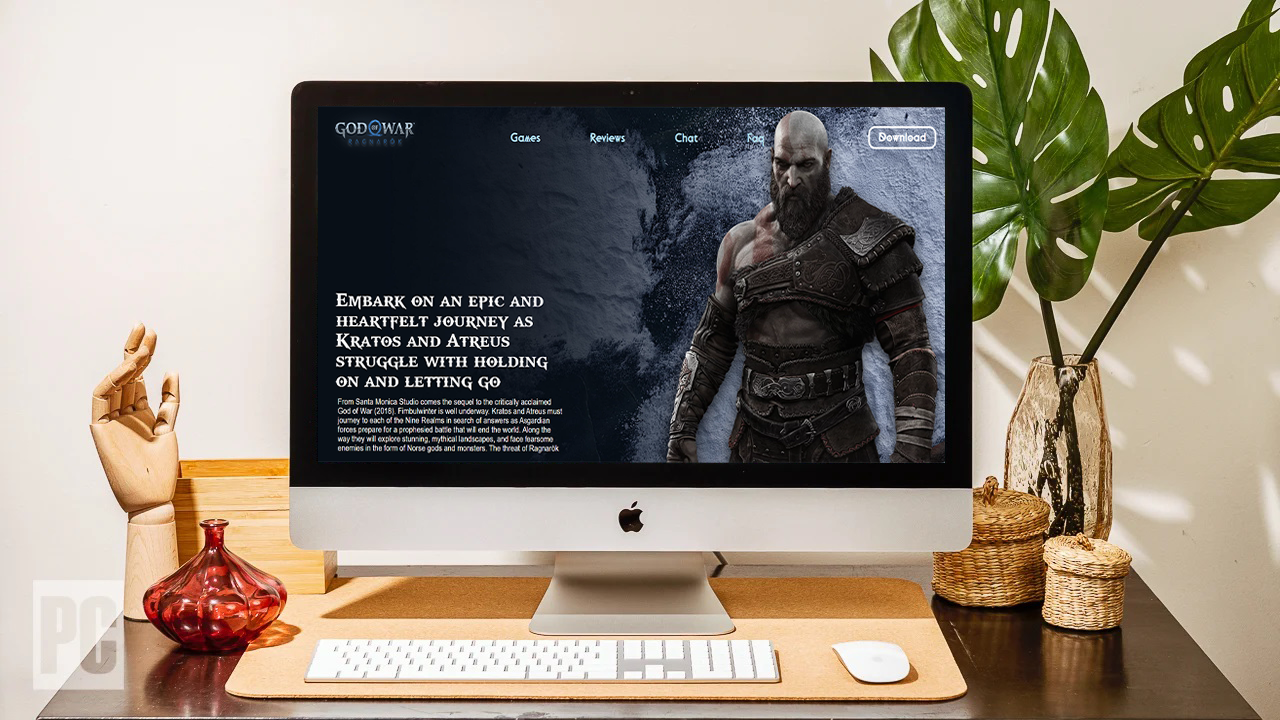 GOD OF WAR
RAGNARÖK
Games Reviews Chat Faq Download
EMBARK ON AN EPIC AND
HEARTFELT JOURNEY AS
KRATOS AND ATREUS
STRUGGLE WITH HOLDING
ON AND LETTING GO
From Santa Monica Studio comes the sequel to the critically acclaimed
God of War (2018). Fimbulwinter is well underway. Kratos and Atreus must
journey to each of the Nine Realms in search of answers as Asgardian
forces prepare for a prophesied battle that will end the world. Along the
way they will explore stunning, mythical landscapes, and face fearsome
enemies in the form of Norse gods and monsters. The threat of Ragnarök
PC